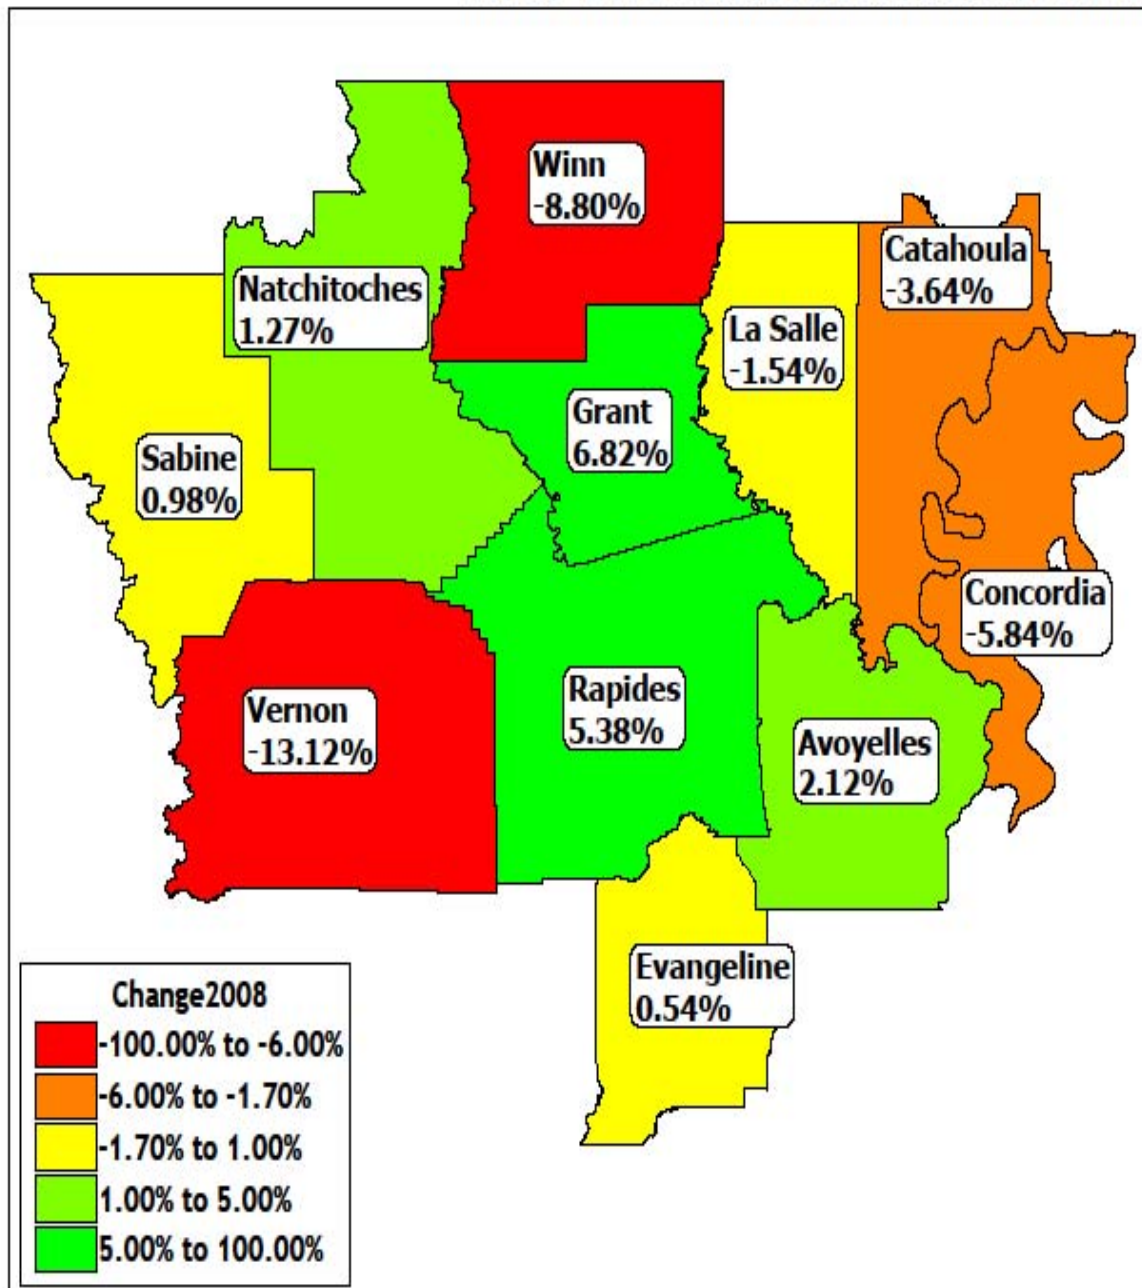 Winn
-8.80%
Catahoula
-3.64%
Natchitoches
1.27%
La Salle
-1.54%
Grant
6.82%
Sabine
0.98%
Concordia
-5.84%
Rapides
5.38%
Vernon
-13.12%
Avoyelles
2.12%
Evangeline
0.54%
Change2008
-100.00% to -6.00%
-6.00% to -1.70%
-1.70% to 1.00%
1.00% to 5.00%
5.00% to 100.00%